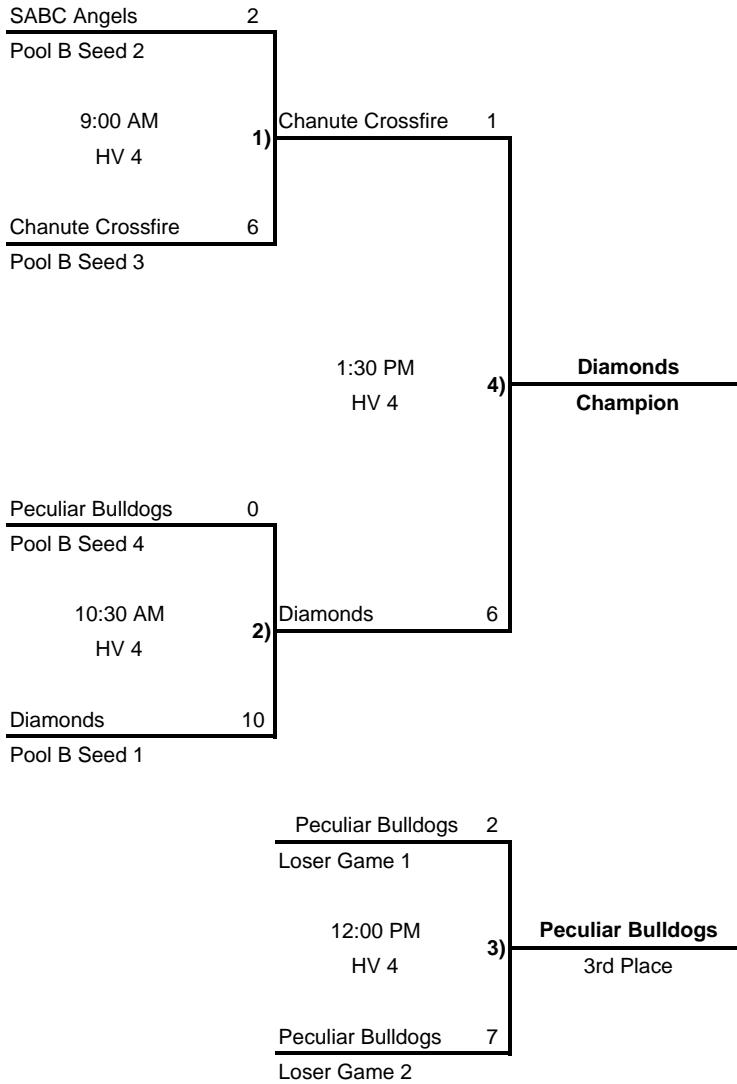 SABC Angels 2
Pool B Seed 2
9:00 AM
1)
Chanute Crossfire 1
HV 4
Chanute Crossfire 6
Pool B Seed 3
1:30 PM
4)
Diamonds
HV 4
Champion
Peculiar Bulldogs 0
Pool B Seed 4
10:30 AM
2)
Diamonds 6
HV 4
Diamonds 10
Pool B Seed 1
Peculiar Bulldogs 2
Loser Game 1
12:00 PM
3)
Peculiar Bulldogs
HV 4
3rd Place
Peculiar Bulldogs 7
Loser Game 2